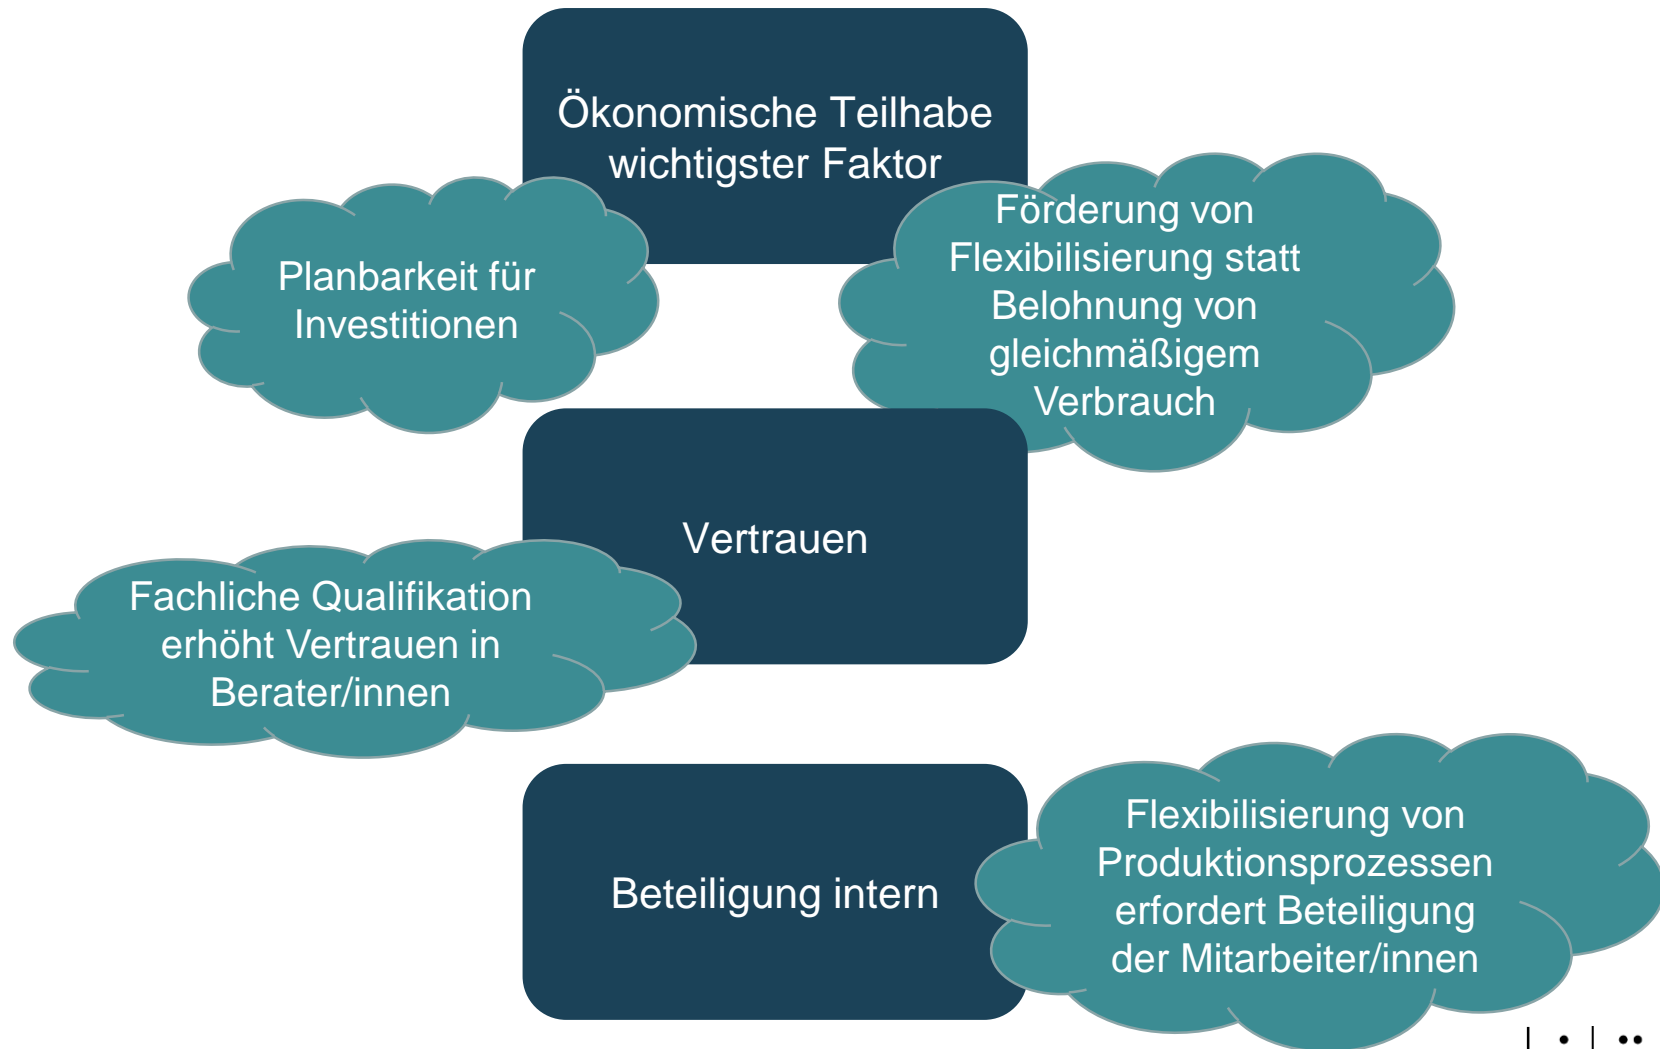 Ökonomische Teilhabe
wichtigster Faktor
Planbarkeit für
Investitionen
Förderung von
Flexibilisierung statt
Belohnung von
gleichmäßigem
Verbrauch
Vertrauen
Fachliche Qualifikation
erhöht Vertrauen in
Berater/innen
Beteiligung intern
Flexibilisierung von
Produktionsprozessen
erfordert Beteiligung
der Mitarbeiter/innen